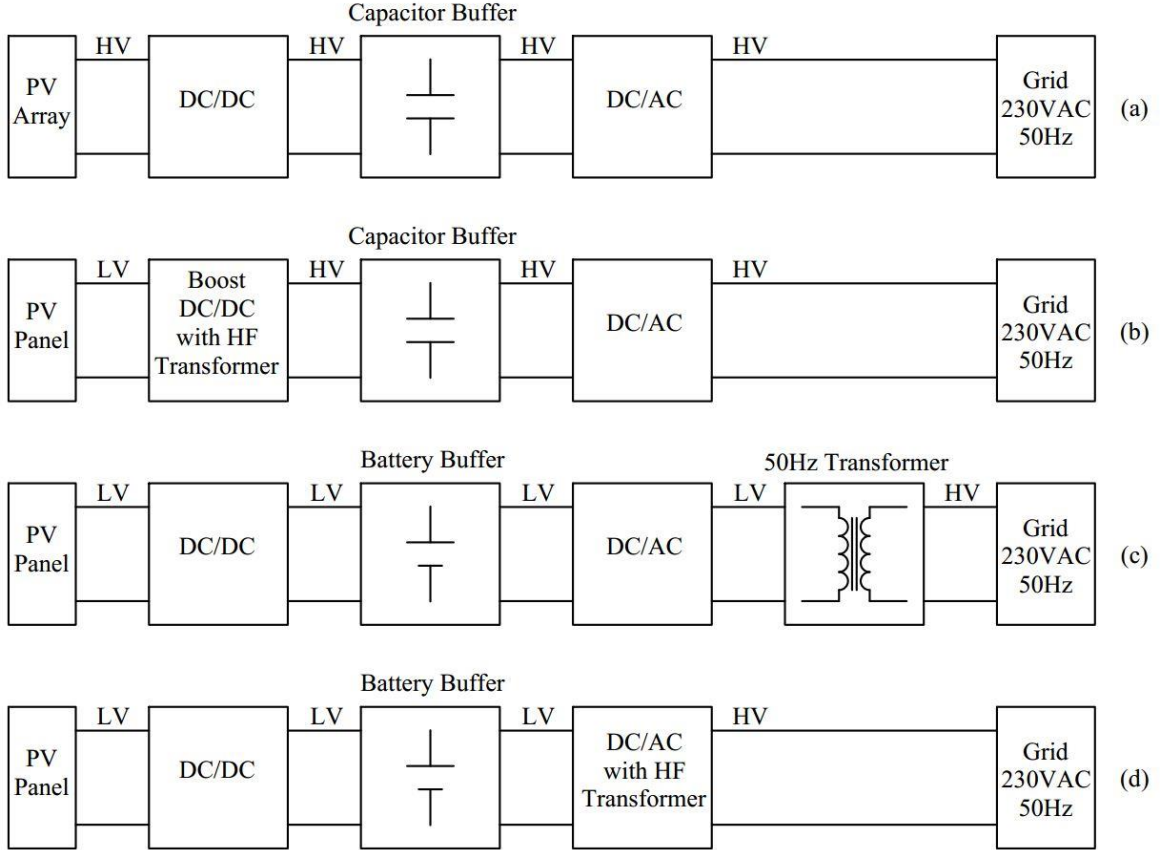 Capacitor Buffer
HV
HV
HV
HV
PV
Array
DC/DC
DC/AC
Grid
230VAC
50Hz
(a)
Capacitor Buffer
LV
HV
HV
HV
PV
Panel
Boost
DC/DC
with HF
Transformer
DC/AC
Grid
230VAC
50Hz
(b)
Battery Buffer
50Hz Transformer
LV
LV
LV
LV
HV
PV
Panel
DC/DC
DC/AC
Grid
230VAC
50Hz
(c)
Battery Buffer
LV
LV
LV
HV
PV
Panel
DC/DC
DC/AC
with HF
Transformer
Grid
230VAC
50Hz
(d)